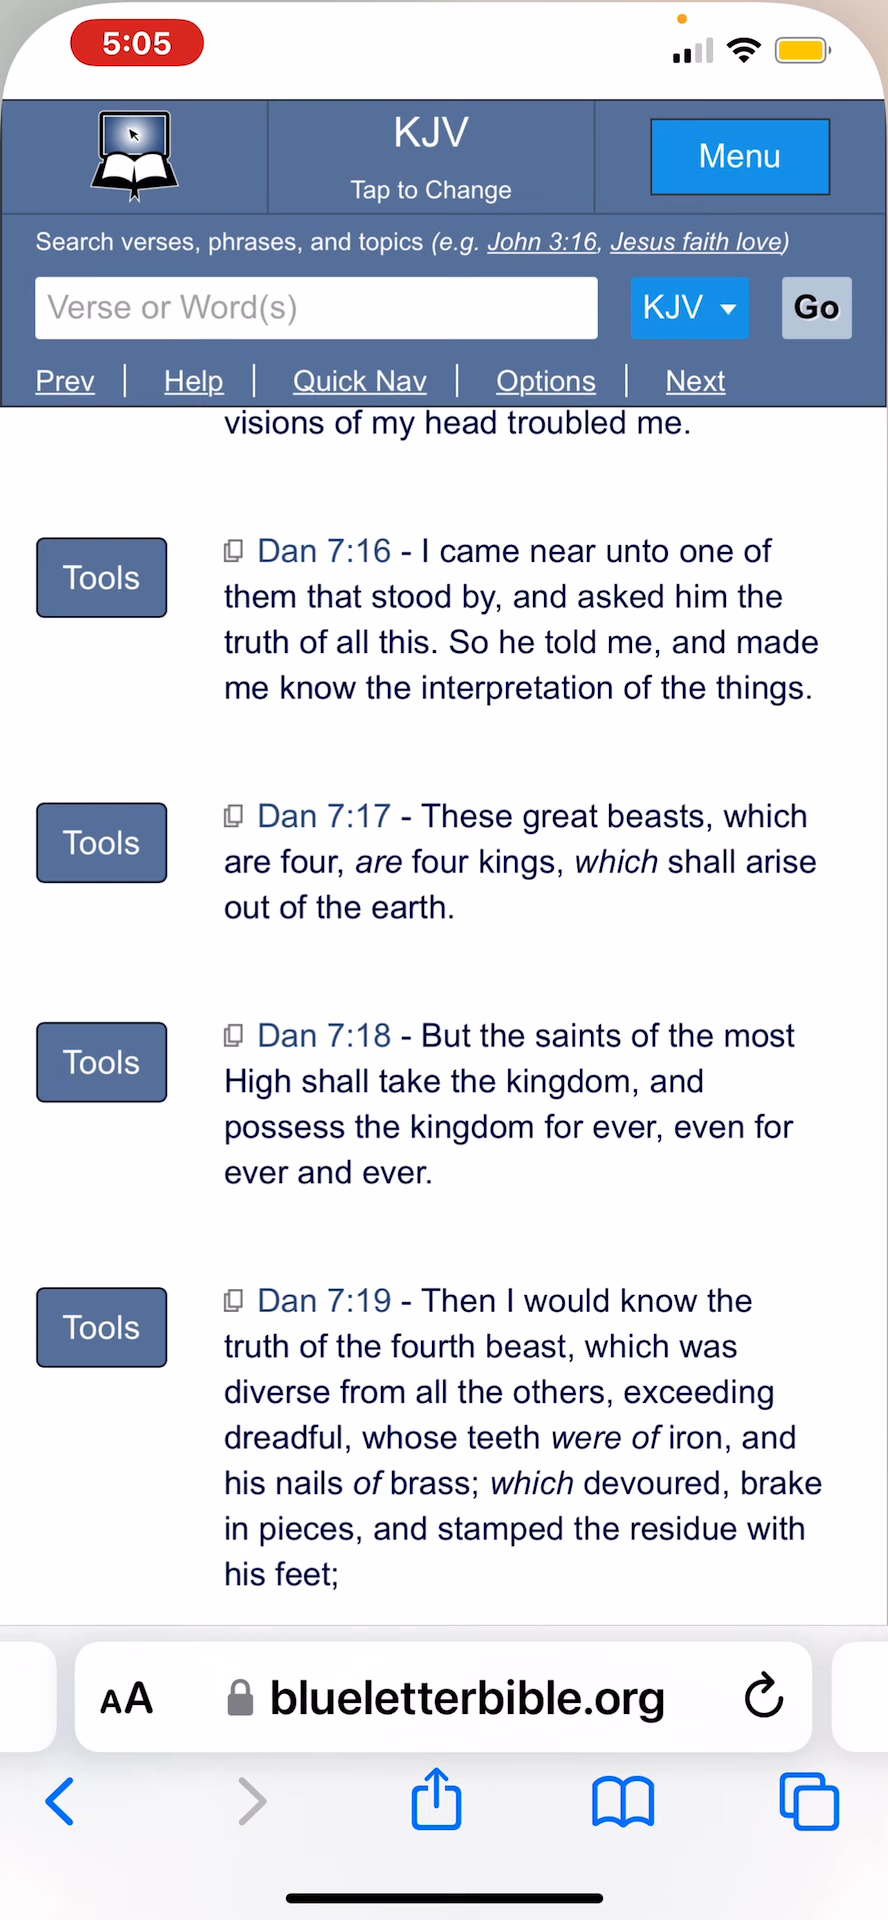 5:05
KJV
Tap to Change
Menu
Search verses, phrases, and topics (e.g. John 3:16, Jesus faith love)
Verse or Word(s)
KJV
Go
Prev | Help | Quick Nav | Options | Next
visions of my head troubled me.
Tools
Dan 7:16 - I came near unto one of
them that stood by, and asked him the
truth of all this. So he told me, and made
me know the interpretation of the things.
Tools
Dan 7:17 - These great beasts, which
are four, are four kings, which shall arise
out of the earth.
Tools
Dan 7:18 - But the saints of the most
High shall take the kingdom, and
possess the kingdom for ever, even for
ever and ever.
Tools
Dan 7:19 - Then I would know the
truth of the fourth beast, which was
diverse from all the others, exceeding
dreadful, whose teeth were of iron, and
his nails of brass; which devoured, brake
in pieces, and stamped the residue with
his feet;
AA blueletterbible.org